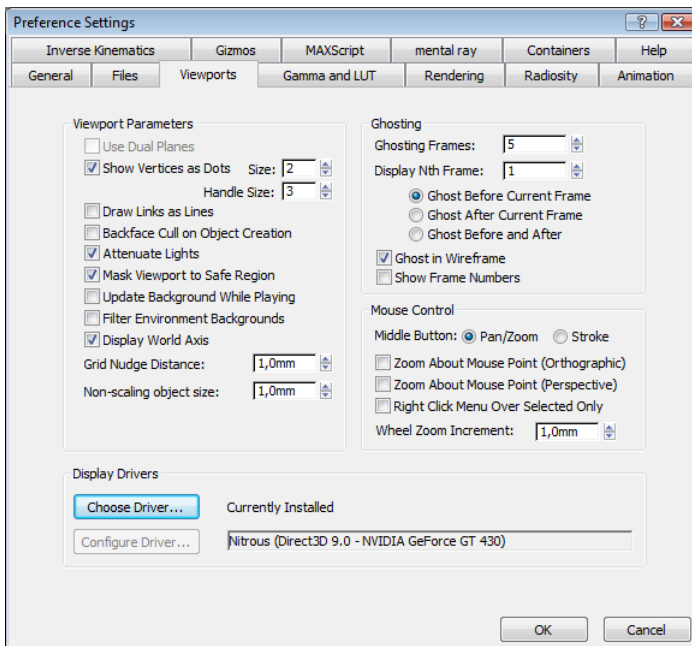 Preference Settings
Inverse Kinematics Gizmos MAXScript mental ray Containers Help
General Files Viewports Gamma and LUT Rendering Radiosity Animation
Viewport Parameters
Use Dual Planes
Show Vertices as Dots Size: 2
Handle Size: 3
Draw Links as Lines
Backface Cull on Object Creation
Attenuate Lights
Mask Viewport to Safe Region
Update Background While Playing
Filter Environment Backgrounds
Display World Axis
Grid Nudge Distance: 1,0mm
Non-scaling object size: 1,0mm
Ghosting
Ghosting Frames: 5
Display Nth Frame: 1
Ghost Before Current Frame
Ghost After Current Frame
Ghost Before and After
Ghost in Wireframe
Show Frame Numbers
Mouse Control
Middle Button: Pan/Zoom Stroke
Zoom About Mouse Point (Orthographic)
Zoom About Mouse Point (Perspective)
Right Click Menu Over Selected Only
Wheel Zoom Increment: 1,0mm
Display Drivers
Choose Driver... Currently Installed
Configure Driver... Nitrous (Direct3D 9.0 - NVIDIA GeForce GT 430)
OK Cancel